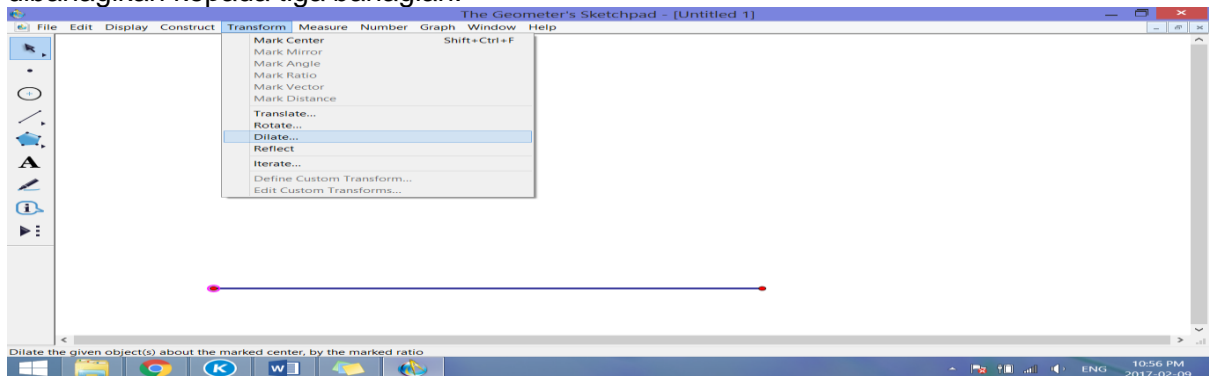 dibahagikan kepada tiga bahagian.
The Geometer's Sketchpad - [Untitled 1]
File Edit Display Construct Transform Measure Number Graph Window Help
Mark Center Shift+Ctrl+F
Mark Mirror
Mark Angle
Mark Ratio
Mark Vector
Mark Distance
Translate...
Rotate...
Dilate...
Reflect
Iterate...
Define Custom Transform...
Edit Custom Transforms...
A
Dilate the given object(s) about the marked center, by the marked ratio
K
W
ENG
10:56 PM
2017-02-09